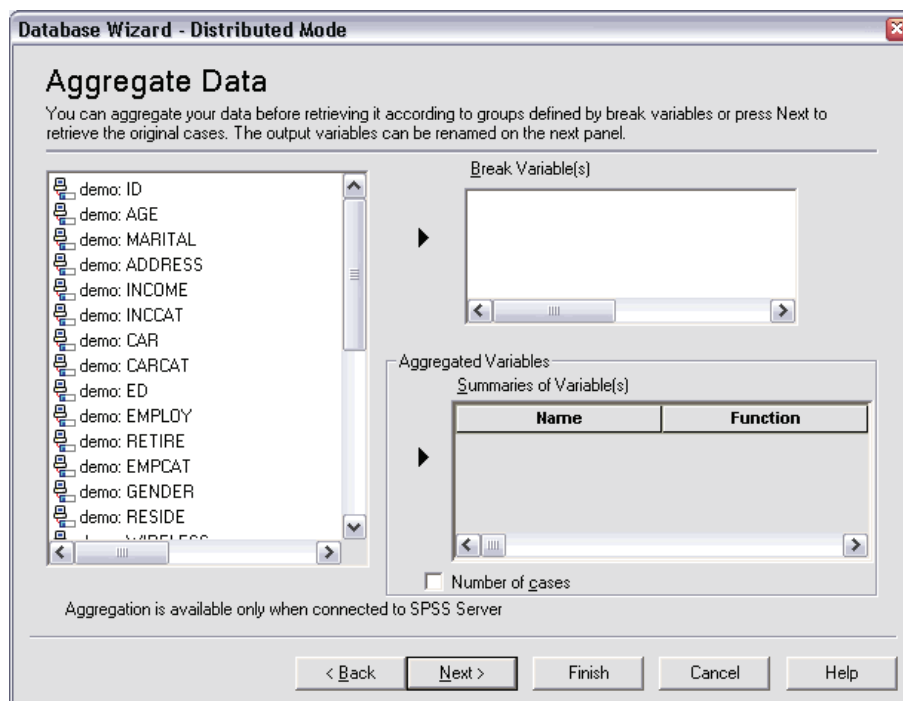 Database Wizard - Distributed Mode
Aggregate Data
You can aggregate your data before retrieving it according to groups defined by break variables or press Next to
retrieve the original cases. The output variables can be renamed on the next panel.
demo: ID
demo: AGE
demo: MARITAL
demo: ADDRESS
demo: INCOME
demo: INCCAT
demo: CAR
demo: CARCAT
demo: ED
demo: EMPLOY
demo: RETIRE
demo: EMPCAT
demo: GENDER
demo: RESIDE
Break Variable(s)
Aggregated Variables
Summaries of Variable(s)
Name Function
Number of cases
Aggregation is available only when connected to SPSS Server
< Back Next > Finish Cancel Help